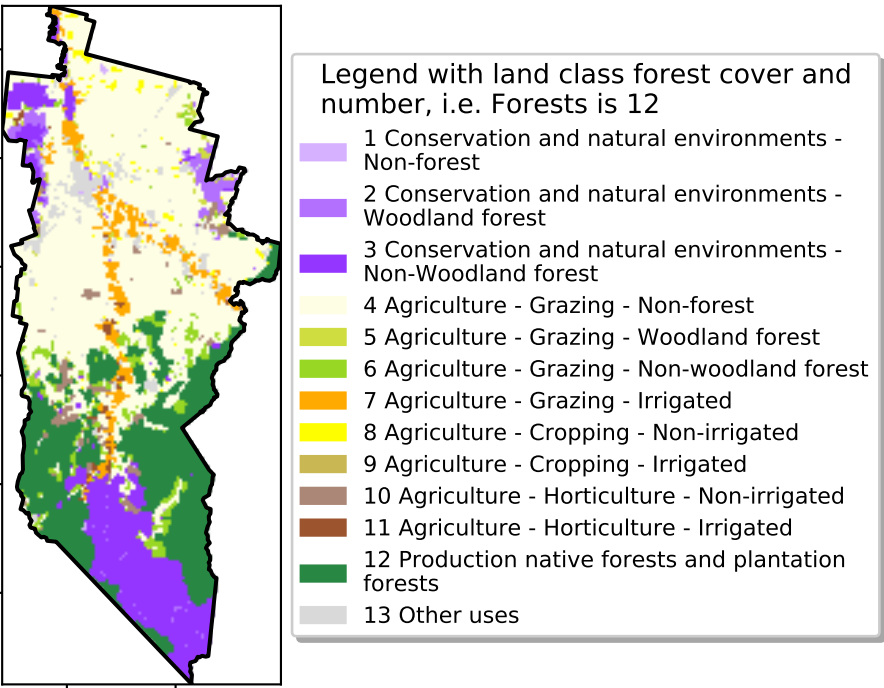 Legend with land class forest cover and
number, i.e. Forests is 12
1 Conservation and natural environments -
Non-forest
2 Conservation and natural environments -
Woodland forest
3 Conservation and natural environments -
Non-Woodland forest
4 Agriculture - Grazing - Non-forest
5 Agriculture - Grazing - Woodland forest
6 Agriculture - Grazing - Non-woodland forest
7 Agriculture - Grazing - Irrigated
8 Agriculture - Cropping - Non-irrigated
9 Agriculture - Cropping - Irrigated
10 Agriculture - Horticulture - Non-irrigated
11 Agriculture - Horticulture - Irrigated
12 Production native forests and plantation
forests
13 Other uses